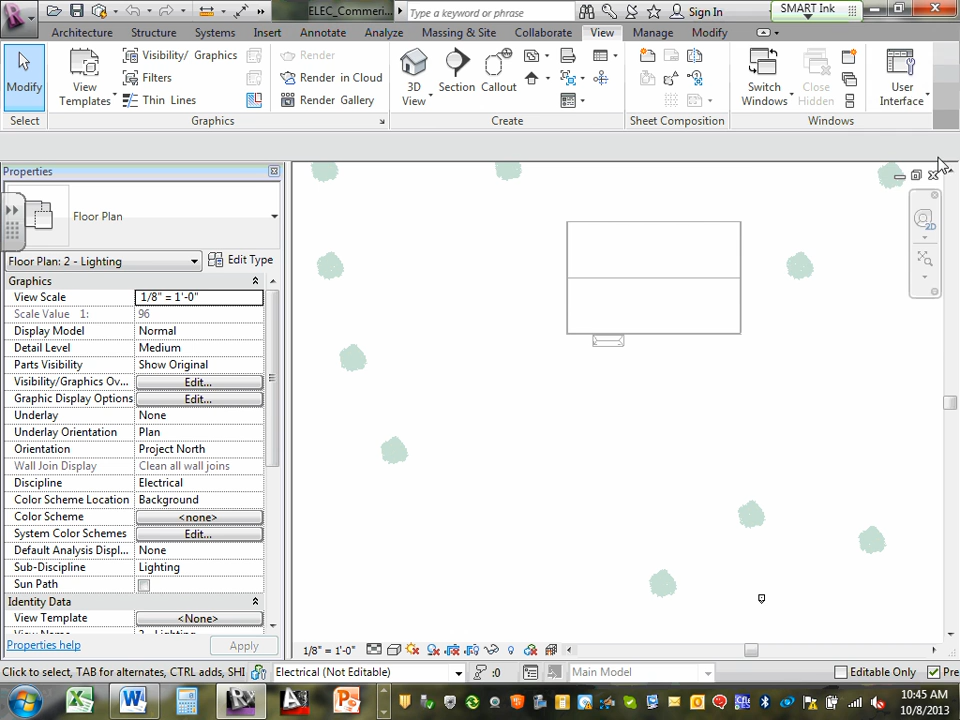 ELEC_Commeri...
Type a keyword or phrase
Sign In
SMART Ink
Architecture Structure Systems Insert Annotate Analyze Massing & Site Collaborate View Manage Modify
Modify
View
Templates
Visibility/ Graphics
Filters
Thin Lines
Render
Render in Cloud
Render Gallery
3D
View
Section
Callout
Switch
Windows
Close
Hidden
User
Interface
Select Graphics Create Sheet Composition Windows
Properties
Floor Plan
Floor Plan: 2 - Lighting
Edit Type
Graphics
View Scale 1/8" = 1'-0"
Scale Value 1: 96
Display Model Normal
Detail Level Medium
Parts Visibility Show Original
Visibility/Graphics Ov... Edit...
Graphic Display Options Edit...
Underlay None
Underlay Orientation Plan
Orientation Project North
Wall Join Display Clean all wall joins
Discipline Electrical
Color Scheme Location Background
Color Scheme <none>
System Color Schemes Edit...
Default Analysis Displ... None
Sub-Discipline Lighting
Sun Path
Identity Data
View Template <None>
Properties help
Apply
2D
1/8" = 1'-0"
Click to select, TAB for alternates, CTRL adds, SHI
Electrical (Not Editable)
:0
Main Model
Editable Only
Pre
10:45 AM
10/8/2013